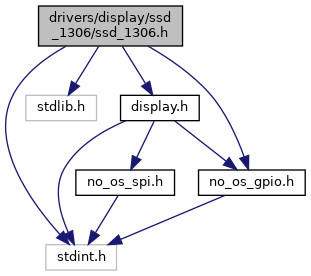 drivers/display/ssd
_1306/ssd_1306.h
stdlib.h
display.h
no_os_spi.h
no_os_gpio.h
stdint.h